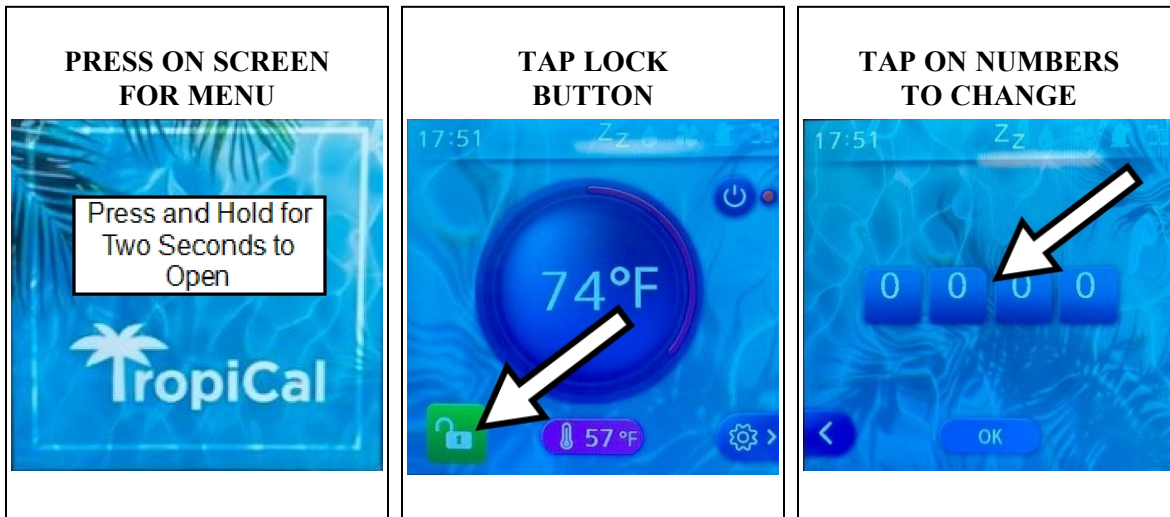 PRESS ON SCREEN
FOR MENU
Press and Hold for
Two Seconds to
Open
TropiCal
TAP LOCK
BUTTON
17:51
Zz
74°F
57 °F
TAP ON NUMBERS
TO CHANGE
17:51
Zz
0 0 0 0
OK